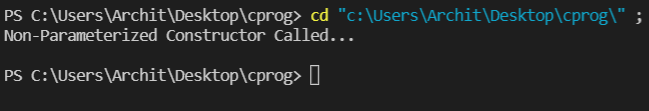 PS C:\Users\Archit\Desktop\cprog> cd "c:\Users\Archit\Desktop\cprog\" ;
Non-Parameterized Constructor Called...
PS C:\Users\Archit\Desktop\cprog>